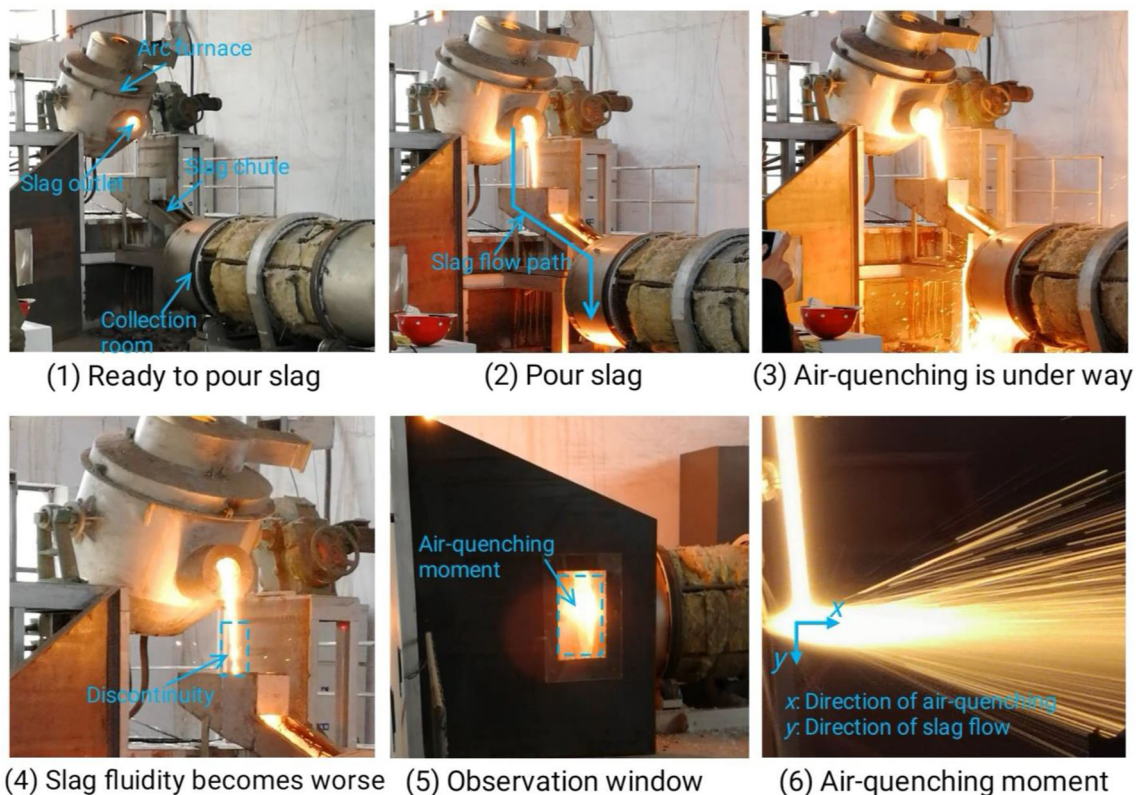 Arc furnace
Slag outlet
Slag chute
Collection
room
(1) Ready to pour slag
Slag flow path
(2) Pour slag
(3) Air-quenching is under way
Discontinuity
(4) Slag fluidity becomes worse
Air-quenching
moment
(5) Observation window
x
y
x: Direction of air-quenching
y: Direction of slag flow
(6) Air-quenching moment